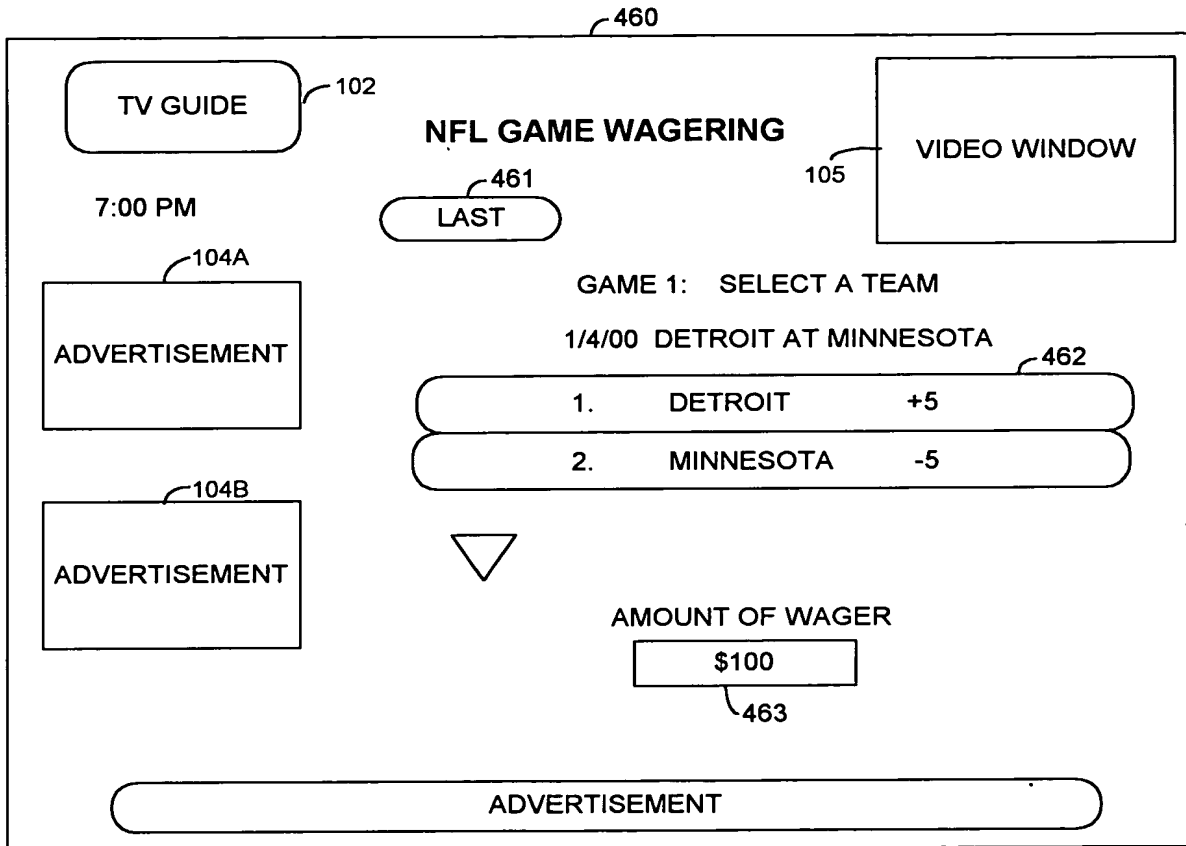 460
TV GUIDE
102
NFL GAME WAGERING
VIDEO WINDOW
105
461
7:00 PM
LAST
104A
GAME 1: SELECT A TEAM
ADVERTISEMENT
1/4/00 DETROIT AT MINNESOTA
462
1. DETROIT +5
2. MINNESOTA -5
104B
ADVERTISEMENT
AMOUNT OF WAGER
$100
463
ADVERTISEMENT